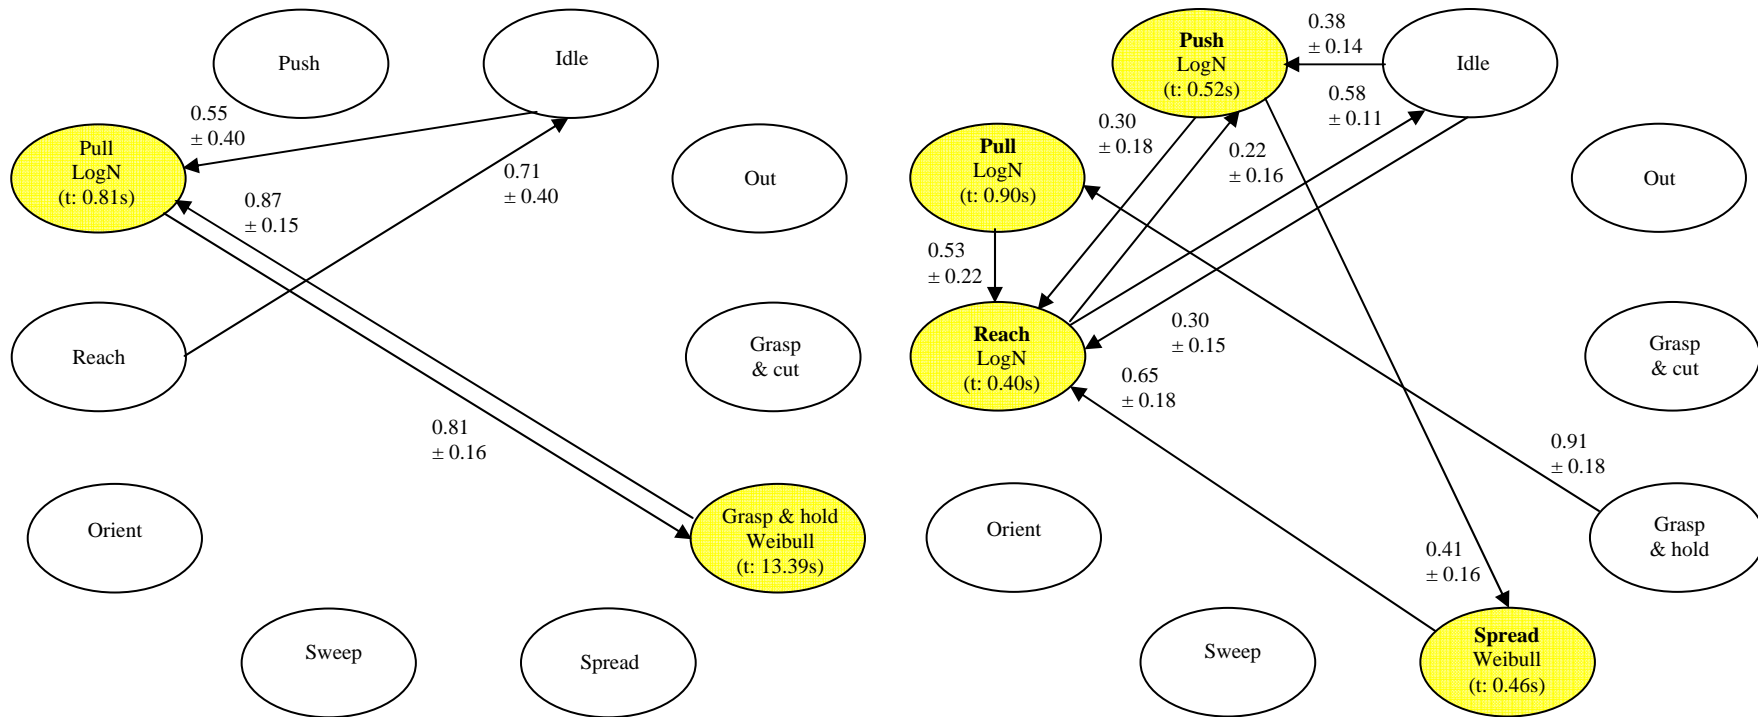 Push
Idle
0.55
± 0.40
Pull
LogN
(t: 0.81s)
0.87
± 0.15
0.71
± 0.40
Out
Reach
Grasp
& cut
0.81
± 0.16
Orient
Grasp & hold
Weibull
(t: 13.39s)
Sweep
Spread
Push
LogN
(t: 0.52s)
0.38
± 0.14
Idle
0.58
± 0.11
0.30
± 0.18
Pull
LogN
(t: 0.90s)
0.22
± 0.16
Out
0.53
± 0.22
Reach
LogN
(t: 0.40s)
0.30
± 0.15
Grasp
& cut
0.65
± 0.18
0.91
± 0.18
Orient
Grasp
& hold
0.41
± 0.16
Sweep
Spread
Weibull
(t: 0.46s)